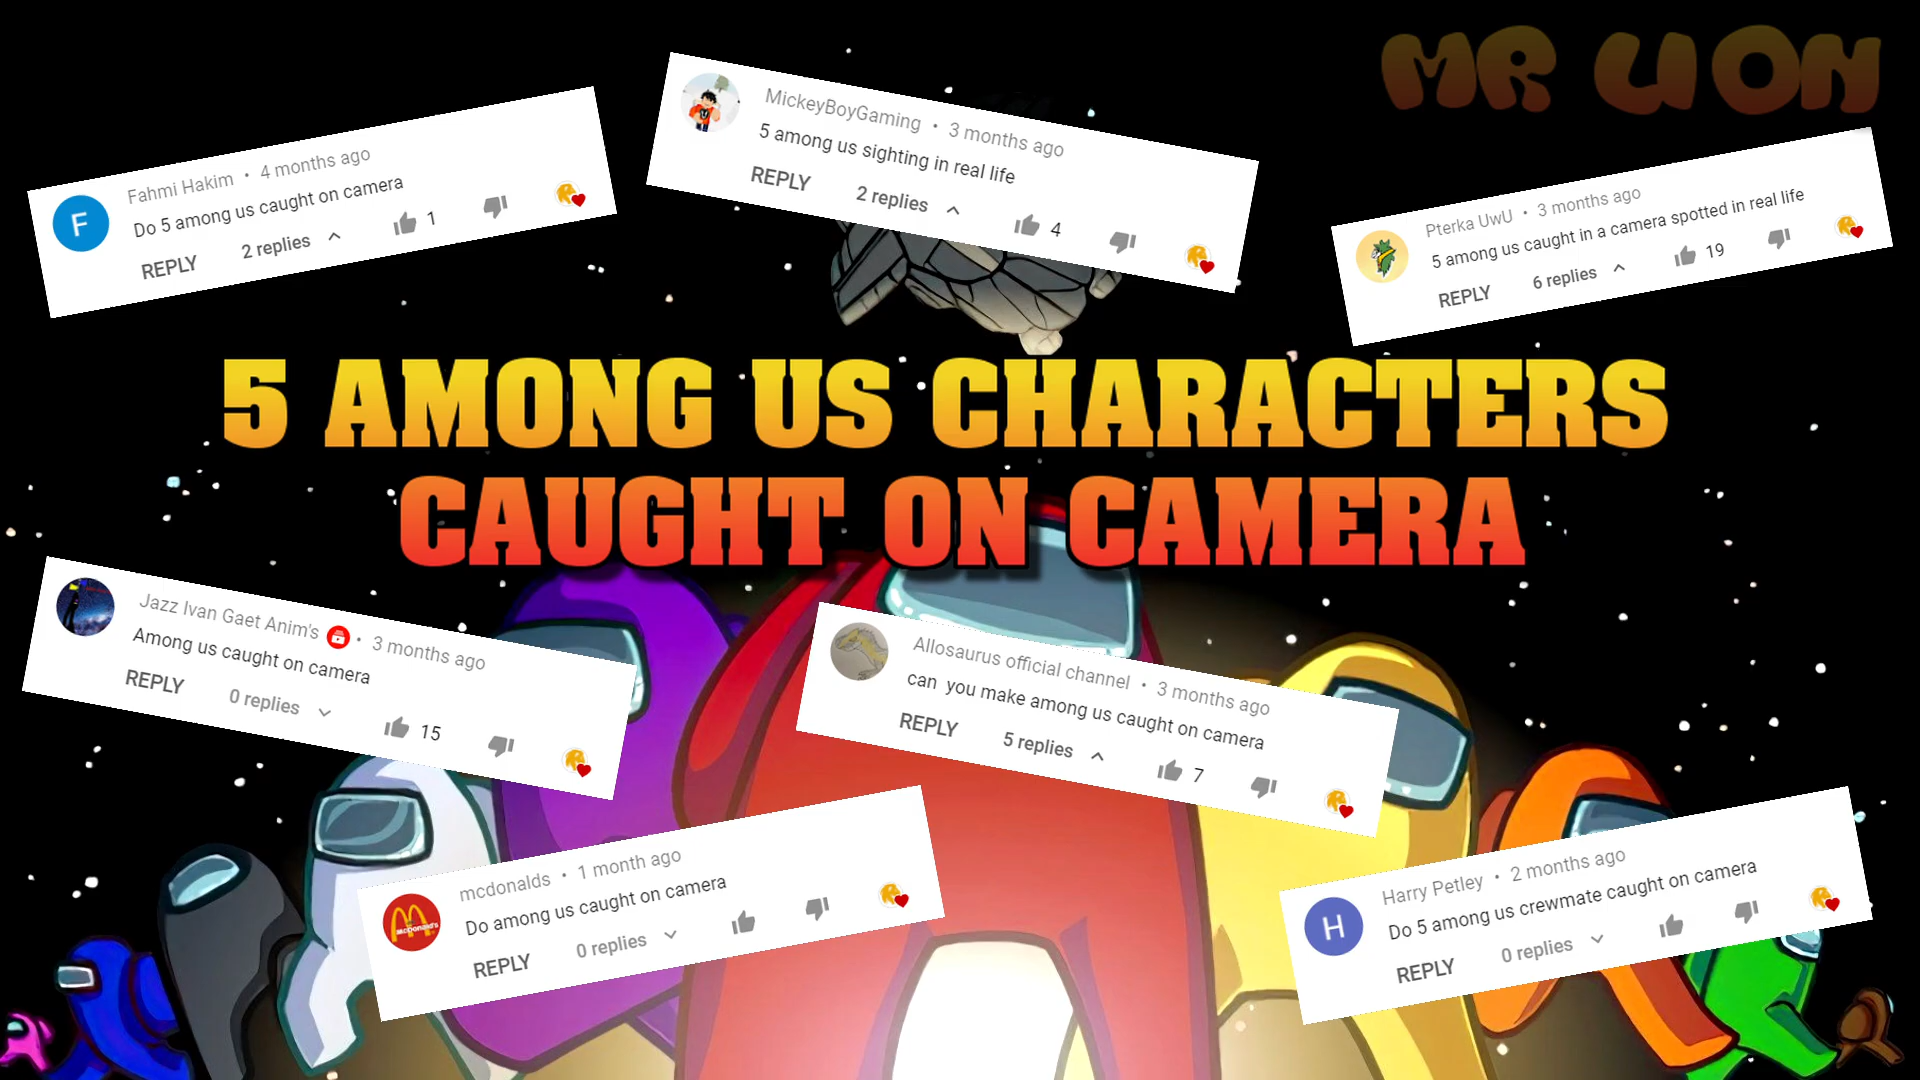 MR LION
Fahmi Hakim • 4 months ago
Do 5 among us caught on camera
REPLY 2 replies 1
MickeyBoyGaming • 3 months ago
5 among us sighting in real life
REPLY 2 replies 4
Pterka UwU • 3 months ago
5 among us caught in a camera spotted in real life
REPLY 6 replies 19
5 AMONG US CHARACTERS
CAUGHT ON CAMERA
Jazz Ivan Gaet Anim's • 3 months ago
Among us caught on camera
REPLY 0 replies 15
Allosaurus official channel • 3 months ago
can you make among us caught on camera
REPLY 5 replies 7
mcdonalds • 1 month ago
Do among us caught on camera
REPLY 0 replies
McDonald's
Harry Petley • 2 months ago
Do 5 among us crewmate caught on camera
REPLY 0 replies
F
H